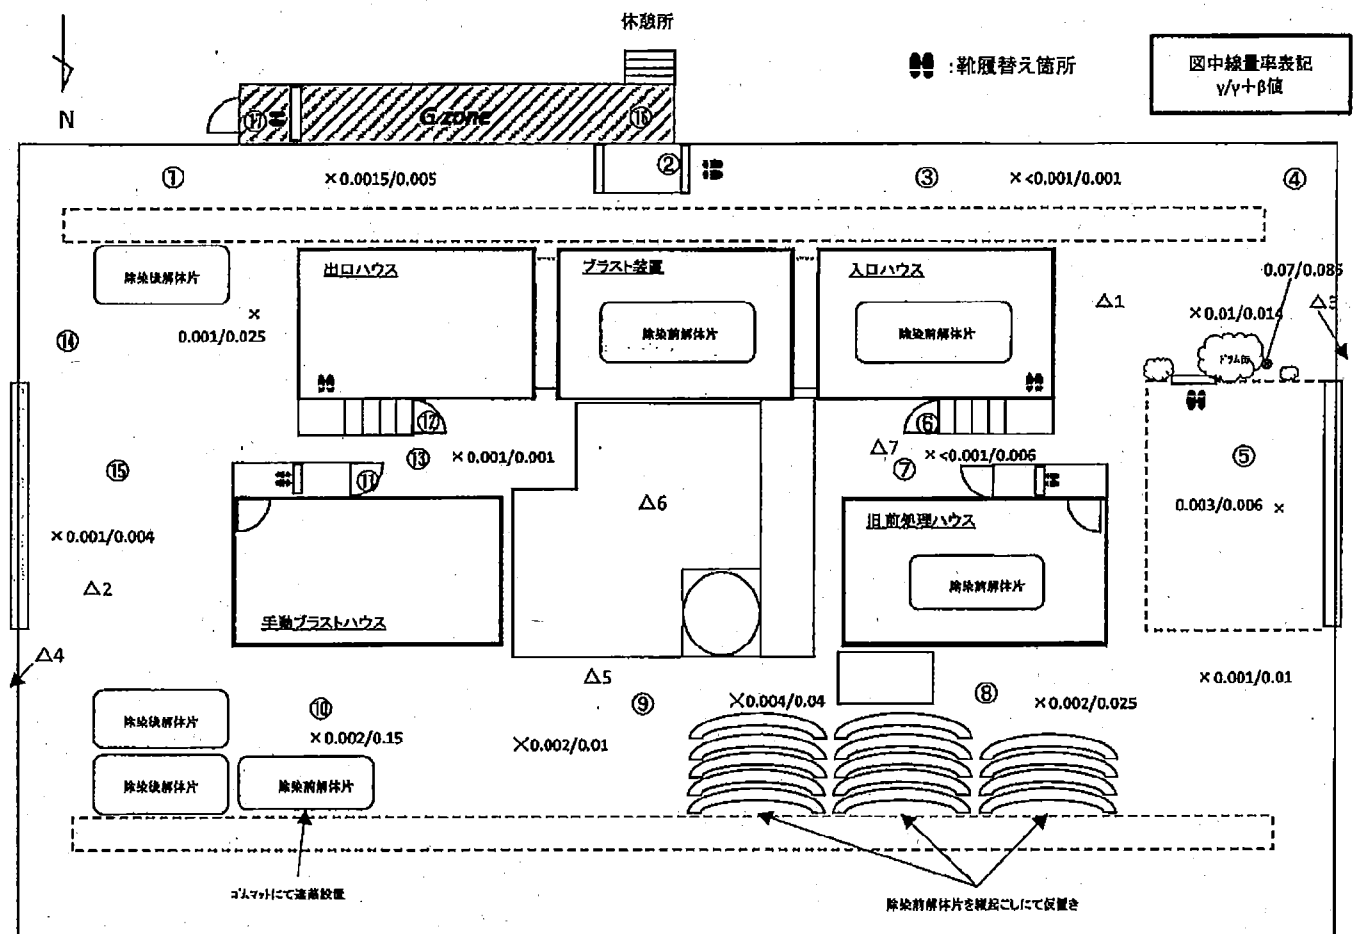 休憩所
:靴履替え箇所
図中線量率表記
γ/γ+β値
N
⑰
G zone
⑯
①
×0.0015/0.005
②
③
×<0.001/0.001
④
除染後解体片
出口ハウス
ブラスト装置
入口ハウス
除染前解体片
除染前解体片
0.07/0.085
△1
×0.01/0.014
△3
×
0.001/0.025
⑭
ドラム缶
⑫
⑥
⑬
×0.001/0.001
△7
×<0.001/0.006
⑤
⑮
⑪
⑦
△6
0.003/0.006 ×
旧前処理ハウス
×0.001/0.004
除染前解体片
△2
手動ブラストハウス
△4
△5
×0.001/0.01
除染後解体片
⑩
⑨
×0.004/0.04
⑧
×0.002/0.025
×0.002/0.15
×0.002/0.01
除染後解体片
除染前解体片
ゴムマットにて遮蔽設置
除染前解体片を縦起こしにて仮置き